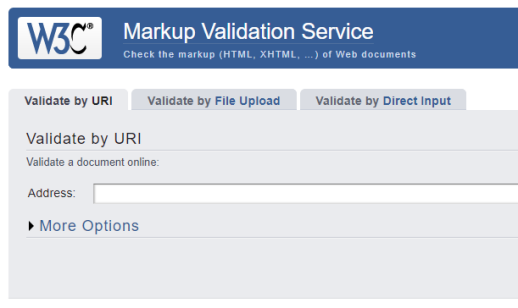 W3C® Markup Validation Service
Check the markup (HTML, XHTML, …) of Web documents
Validate by URI Validate by File Upload Validate by Direct Input
Validate by URI
Validate a document online:
Address:
More Options